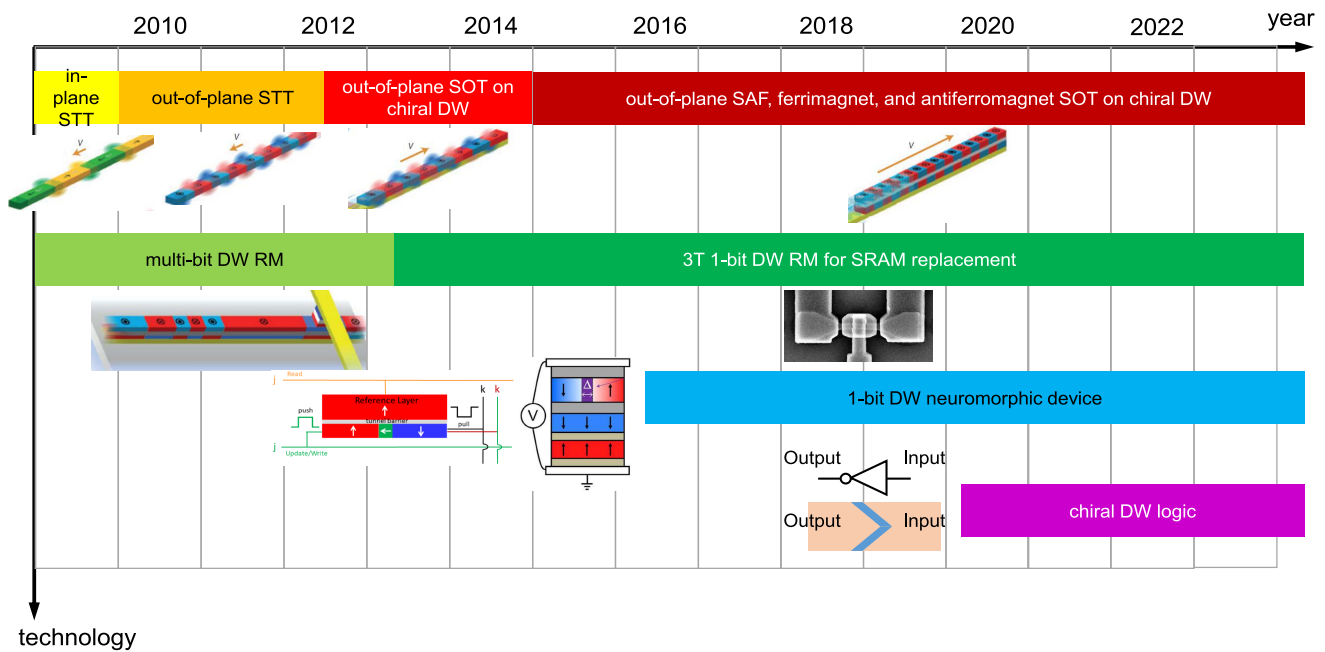 year
2010
2012
2014
2016
2018
2020
2022
in-
plane
STT
out-of-plane STT
out-of-plane SOT on
chiral DW
out-of-plane SAF, ferrimagnet, and antiferromagnet SOT on chiral DW
v
v
v
v
multi-bit DW RM
3T 1-bit DW RM for SRAM replacement
j
Read
k
k
push
Reference Layer
tunnelbarrier
pull
j
Update/Write
V
Δ
1-bit DW neuromorphic device
Output
Input
Output
Input
chiral DW logic
technology